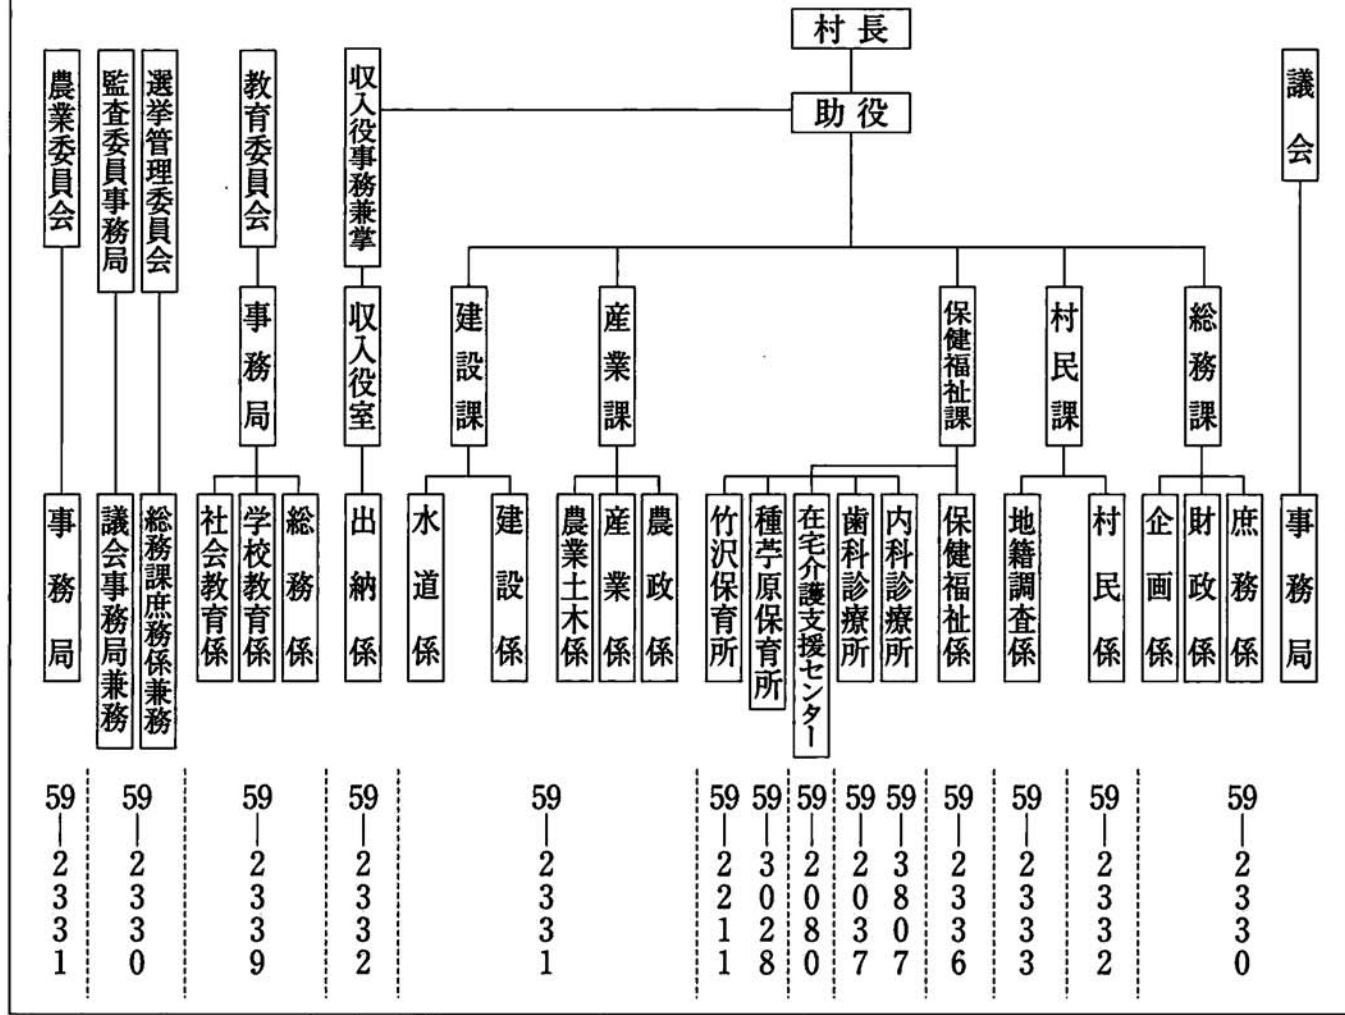 村長
助役
議会
総務課
村民課
保健福祉課
産業課
建設課
収入役事務兼掌
収入役室
教育委員会
事務局
選挙管理委員会
監査委員事務局
農業委員会
事務局
庶務係
財政係
企画係
村民係
地籍調査係
保健福祉係
内科診療所
歯科診療所
在宅介護支援センター
種苧原保育所
竹沢保育所
農政係
産業係
農業土木係
建設係
水道係
出納係
総務係
学校教育係
社会教育係
総務課庶務係兼務
議会事務局兼務
事務局
59―2330
59―2332
59―2333
59―2336
59―3807
59―2037
59―2080
59―3028
59―2211
59―2331
59―2332
59―2339
59―2330
59―2331